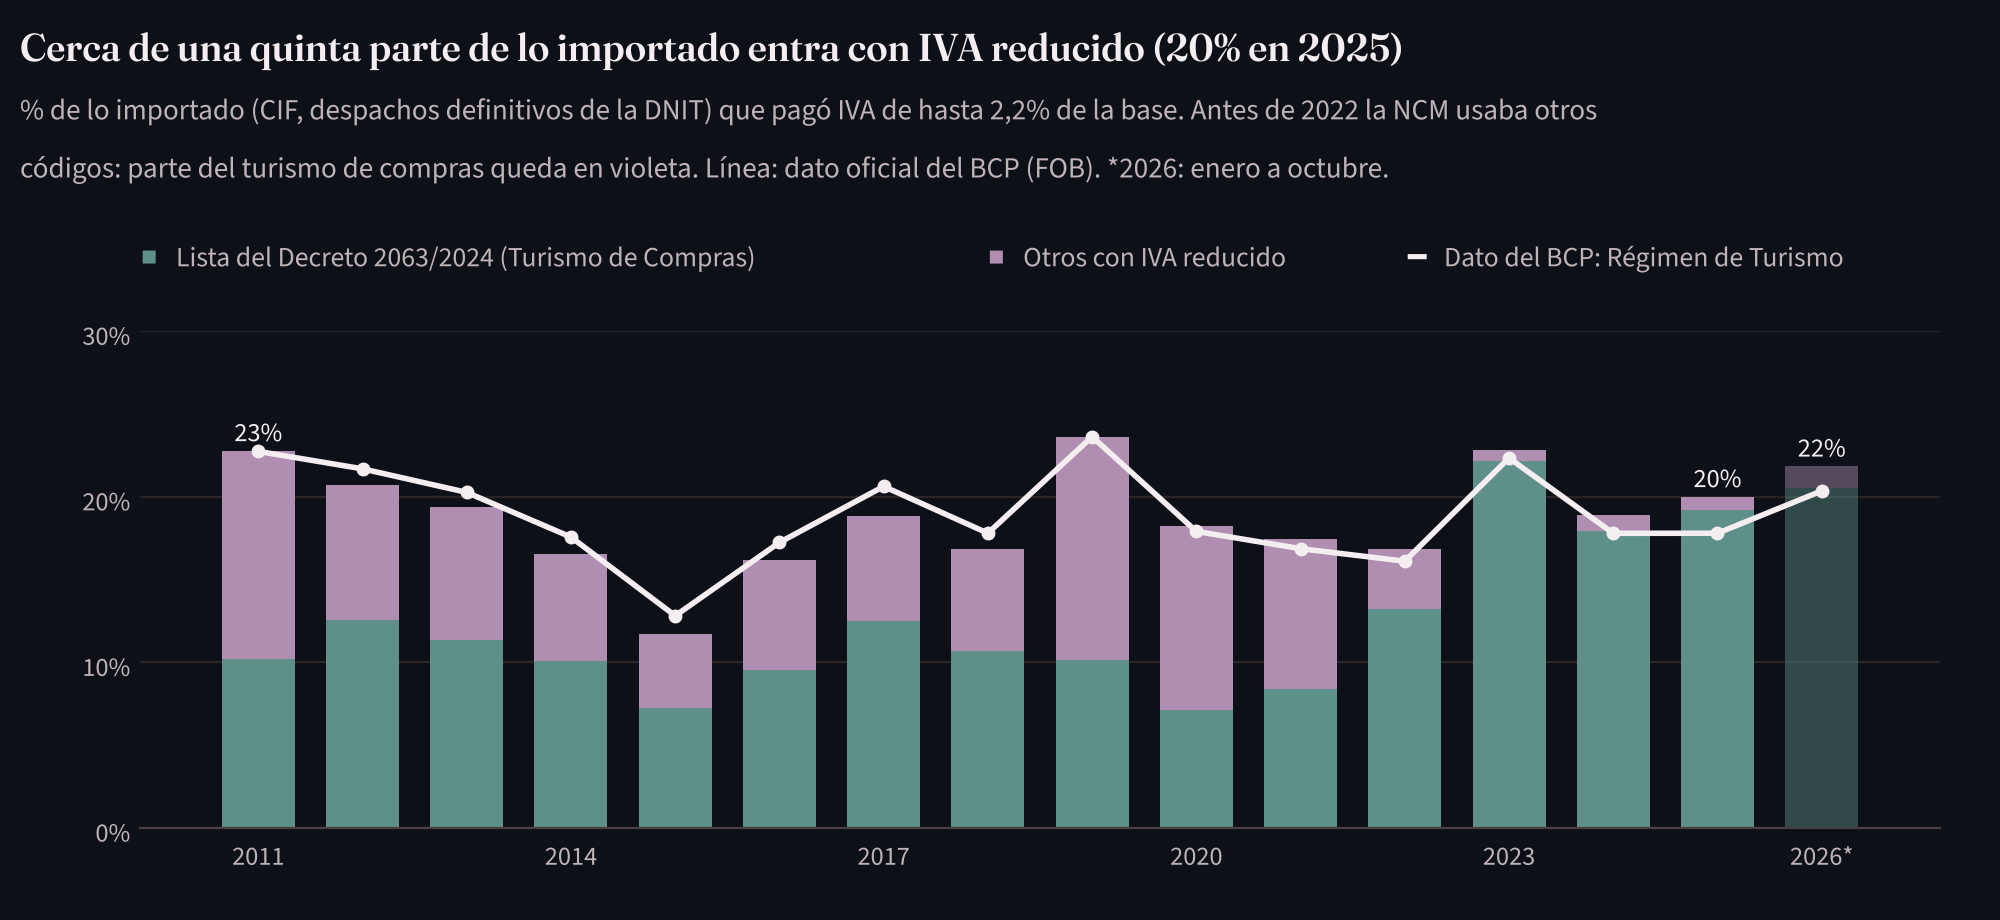 Cerca de una quinta parte de lo importado entra con IVA reducido (20% en 2025)
% de lo importado (CIF, despachos definitivos de la DNIT) que pagó IVA de hasta 2,2% de la base. Antes de 2022 la NCM usaba otros
códigos: parte del turismo de compras queda en violeta. Línea: dato oficial del BCP (FOB). *2026: enero a octubre.
Lista del Decreto 2063/2024 (Turismo de Compras)
Otros con IVA reducido
Dato del BCP: Régimen de Turismo
30%
20%
10%
0%
23%
20%
22%
2011
2014
2017
2020
2023
2026*